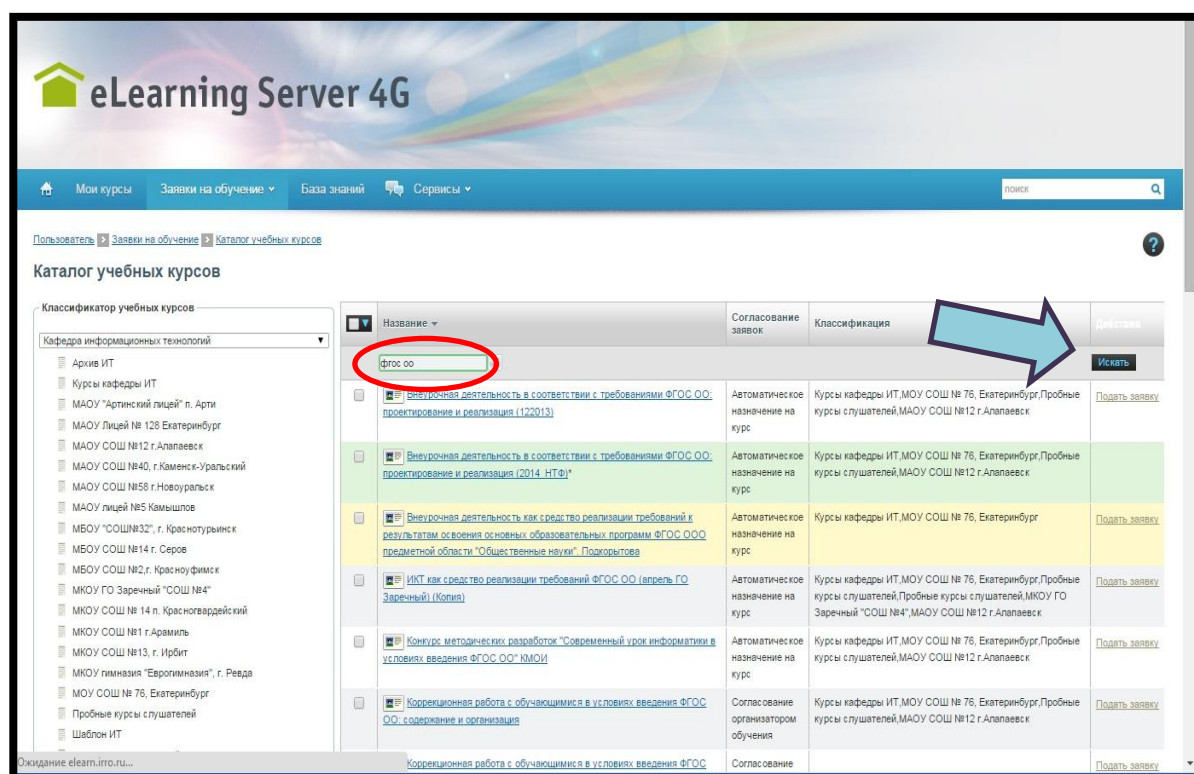 eLearning Server 4G
Мои курсы Заявки на обучение База знаний Сервисы поиск
Пользователь Заявки на обучение Каталог учебных курсов
Каталог учебных курсов
Классификатор учебных курсов
Кафедра информационных технологий
Архив ИТ
Курсы кафедры ИТ
МАОУ "Артинский лицей" п. Арти
МАОУ Лицей № 128 Екатеринбург
МАОУ СОШ №12 г.Алапаевск
МАОУ СОШ №40, г.Каменск-Уральский
МАОУ СОШ №58 г.Новоуральск
МАОУ лицей №5 Камышлов
МБОУ "СОШ№32", г. Краснотурьинск
МБОУ СОШ №14 г. Серов
МБОУ СОШ №2,г. Красноуфимск
МКОУ ГО Заречный "СОШ №4"
МКОУ СОШ № 14 п. Красногвардейский
МКОУ СОШ №1 г.Арамиль
МКОУ СОШ №13, г. Ирбит
МКОУ гимназия "Еврогимназия", г. Ревда
МОУ СОШ № 76, Екатеринбург
Пробные курсы слушателей
Шаблон ИТ
Ожидание elearn.irro.ru...
Название
Согласование
заявок
Классификация
Действия
фгос оо
Искать
Внеурочная деятельность в соответствии с требованиями ФГОС ОО:
проектирование и реализация (122013)
Автоматическое
назначение на
курс
Курсы кафедры ИТ,МОУ СОШ № 76, Екатеринбург,Пробные
курсы слушателей,МАОУ СОШ №12 г.Алапаевск
Подать заявку
Внеурочная деятельность в соответствии с требованиями ФГОС ОО:
проектирование и реализация (2014_НТФ)*
Автоматическое
назначение на
курс
Курсы кафедры ИТ,МОУ СОШ № 76, Екатеринбург,Пробные
курсы слушателей,МАОУ СОШ №12 г.Алапаевск
Внеурочная деятельность как средство реализации требований к
результатам освоения основных образовательных программ ФГОС ООО
предметной области "Общественные науки". Подкорытова
Автоматическое
назначение на
курс
Курсы кафедры ИТ,МОУ СОШ № 76, Екатеринбург
Подать заявку
ИКТ как средство реализации требований ФГОС ОО (апрель ГО
Заречный) (Копия)
Автоматическое
назначение на
курс
Курсы кафедры ИТ,МОУ СОШ № 76, Екатеринбург,Пробные
курсы слушателей,Пробные курсы слушателей,МКОУ ГО
Заречный "СОШ №4",МАОУ СОШ №12 г.Алапаевск
Подать заявку
Конкурс методических разработок "Современный урок информатики в
условиях введения ФГОС ОО" КМОИ
Автоматическое
назначение на
курс
Курсы кафедры ИТ,МОУ СОШ № 76, Екатеринбург,Пробные
курсы слушателей,МАОУ СОШ №12 г.Алапаевск
Подать заявку
Коррекционная работа с обучающимися в условиях введения ФГОС
ОО: содержание и организация
Согласование
организатором
обучения
Курсы кафедры ИТ,МОУ СОШ № 76, Екатеринбург,Пробные
курсы слушателей,МАОУ СОШ №12 г.Алапаевск
Подать заявку
Коррекционная работа с обучающимися в условиях введения ФГОС
Согласование
Подать заявку